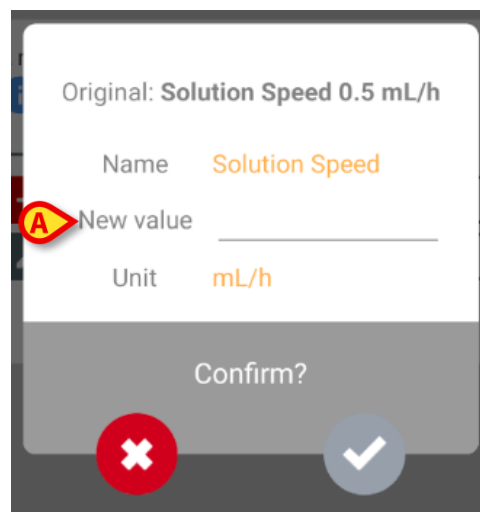 Original: Solution Speed 0.5 mL/h
Name Solution Speed
A New value
Unit mL/h
Confirm?